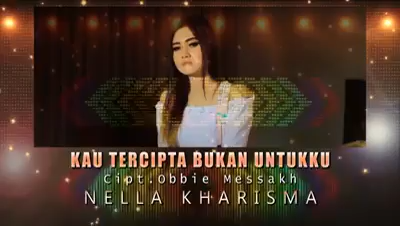 KAU TERCIPTA BUKAN UNTUKKU
Cipt.Obbie Messakh
NELLA KHARISMA